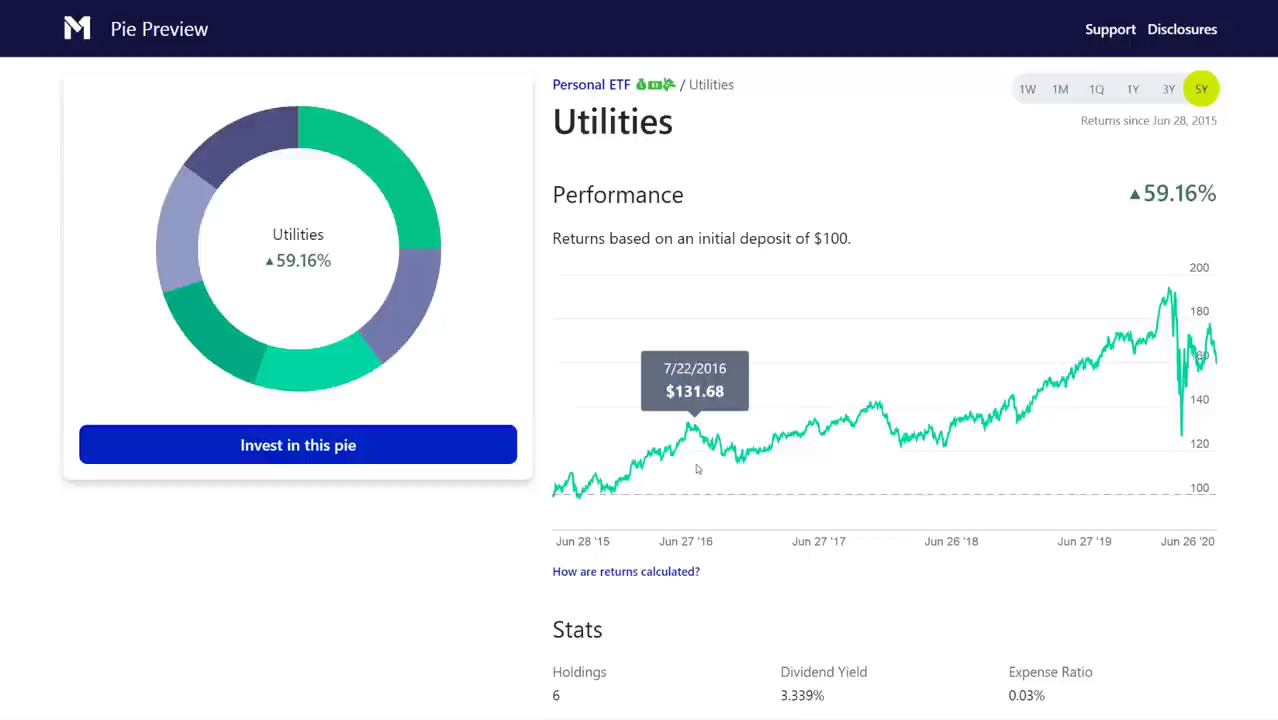 M Pie Preview
Support Disclosures
Personal ETF / Utilities
Utilities
1W 1M 1Q 1Y 3Y 5Y
Returns since Jun 28, 2015
Utilities
▲59.16%
Invest in this pie
Performance
▲59.16%
Returns based on an initial deposit of $100.
200
180
160
140
120
100
7/22/2016
$131.68
Jun 28 '15 Jun 27 '16 Jun 27 '17 Jun 26 '18 Jun 27 '19 Jun 26 '20
How are returns calculated?
Stats
Holdings Dividend Yield Expense Ratio
6 3.339% 0.03%